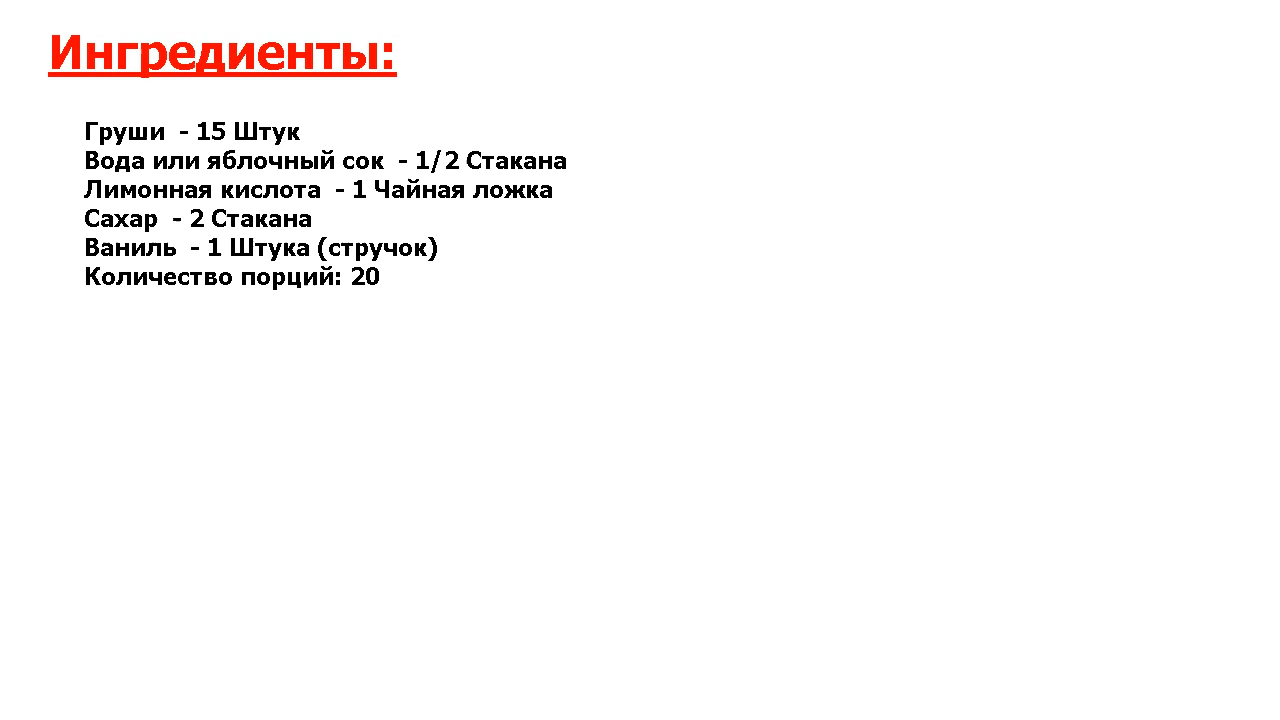 Ингредиенты:
Груши  - 15 Штук
Вода или яблочный сок  - 1/2 Стакана
Лимонная кислота  - 1 Чайная ложка
Сахар  - 2 Стакана
Ваниль  - 1 Штука (стручок)
Количество порций: 20